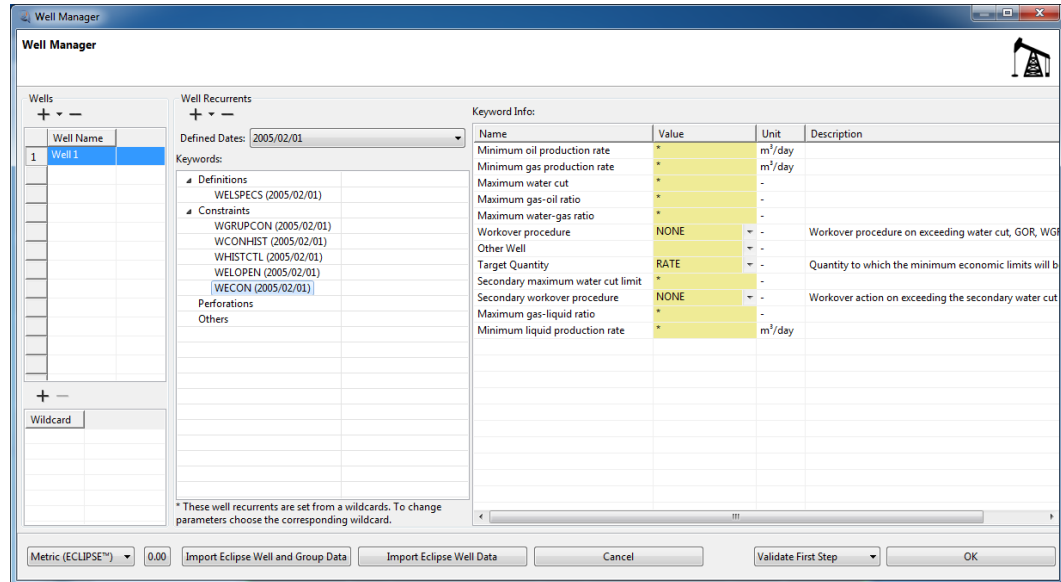 Well Manager
Well Manager
Wells
Well Recurrents
Keyword Info:
Well Name
1 Well 1
Defined Dates: 2005/02/01
Keywords:
Definitions
WELSPECS (2005/02/01)
Constraints
WGRUPCON (2005/02/01)
WCONHIST (2005/02/01)
WHISTCTL (2005/02/01)
WELOPEN (2005/02/01)
WECON (2005/02/01)
Perforations
Others
* These well recurrents are set from a wildcards. To change
parameters choose the corresponding wildcard.
Wildcard
Name Value Unit Description
Minimum oil production rate * m³/day
Minimum gas production rate * m³/day
Maximum water cut * -
Maximum gas-oil ratio * -
Maximum water-gas ratio * -
Workover procedure NONE - Workover procedure on exceeding water cut, GOR, WGF
Other Well -
Target Quantity RATE - Quantity to which the minimum economic limits will b
Secondary maximum water cut limit * -
Secondary workover procedure NONE - Workover action on exceeding the secondary water cut
Maximum gas-liquid ratio * -
Minimum liquid production rate * m³/day
Metric (ECLIPSE™) 0.00 Import Eclipse Well and Group Data Import Eclipse Well Data Cancel Validate First Step OK